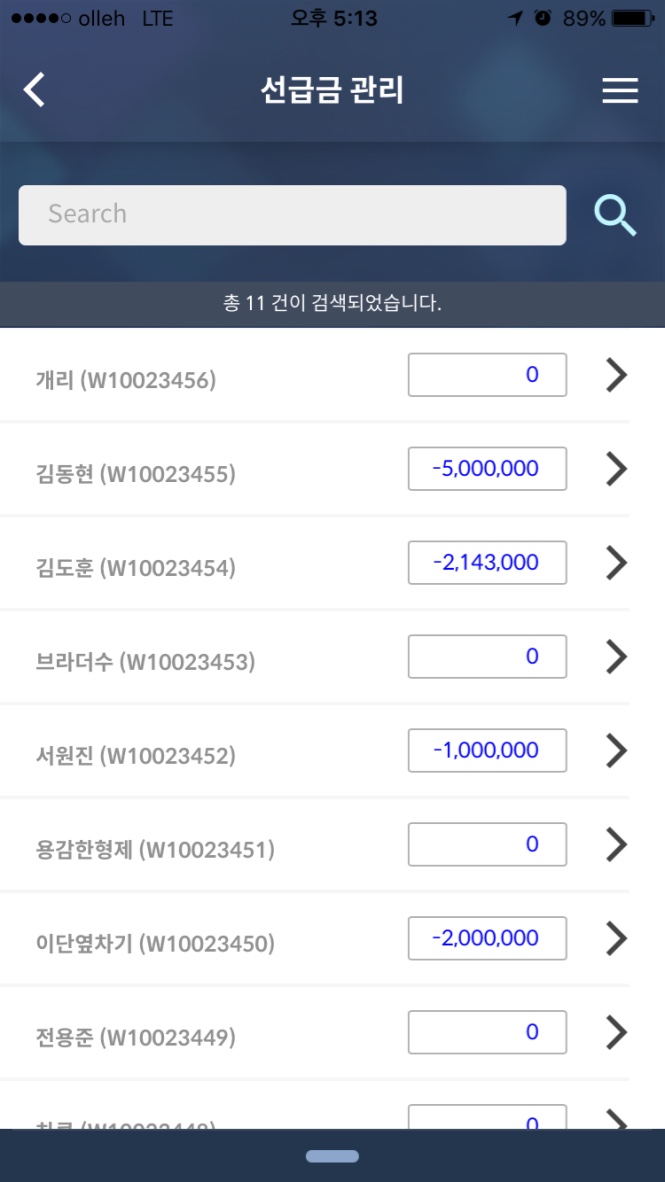 olleh LTE 오후 5:13 89%
선급금 관리
Search
총 11 건이 검색되었습니다.
개리 (W10023456) 0
김동현 (W10023455) -5,000,000
김도훈 (W10023454) -2,143,000
브라더수 (W10023453) 0
서원진 (W10023452) -1,000,000
용감한형제 (W10023451) 0
이단옆차기 (W10023450) -2,000,000
전용준 (W10023449) 0
(W10023448) 0